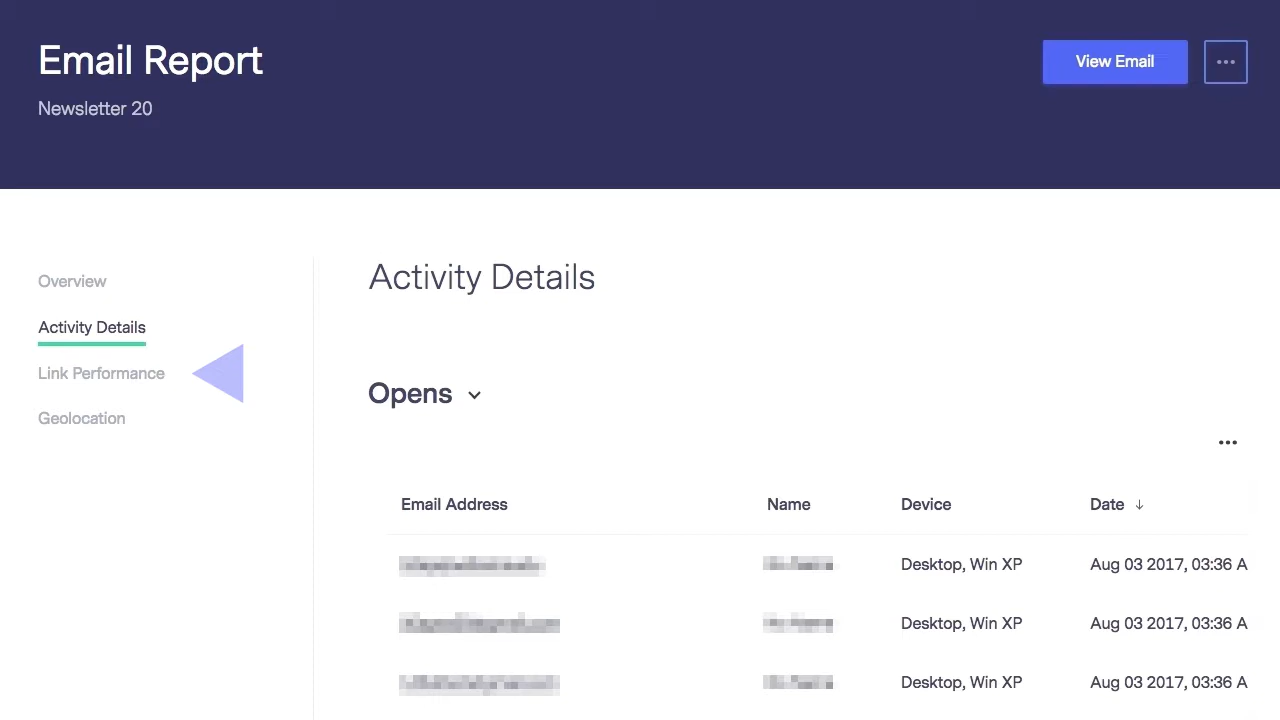 Email Report
View Email
Newsletter 20
Overview
Activity Details
Link Performance
Geolocation
Activity Details
Opens
Email Address Name Device Date ↓
Desktop, Win XP Aug 03 2017, 03:36 A
Desktop, Win XP Aug 03 2017, 03:36 A
Desktop, Win XP Aug 03 2017, 03:36 A